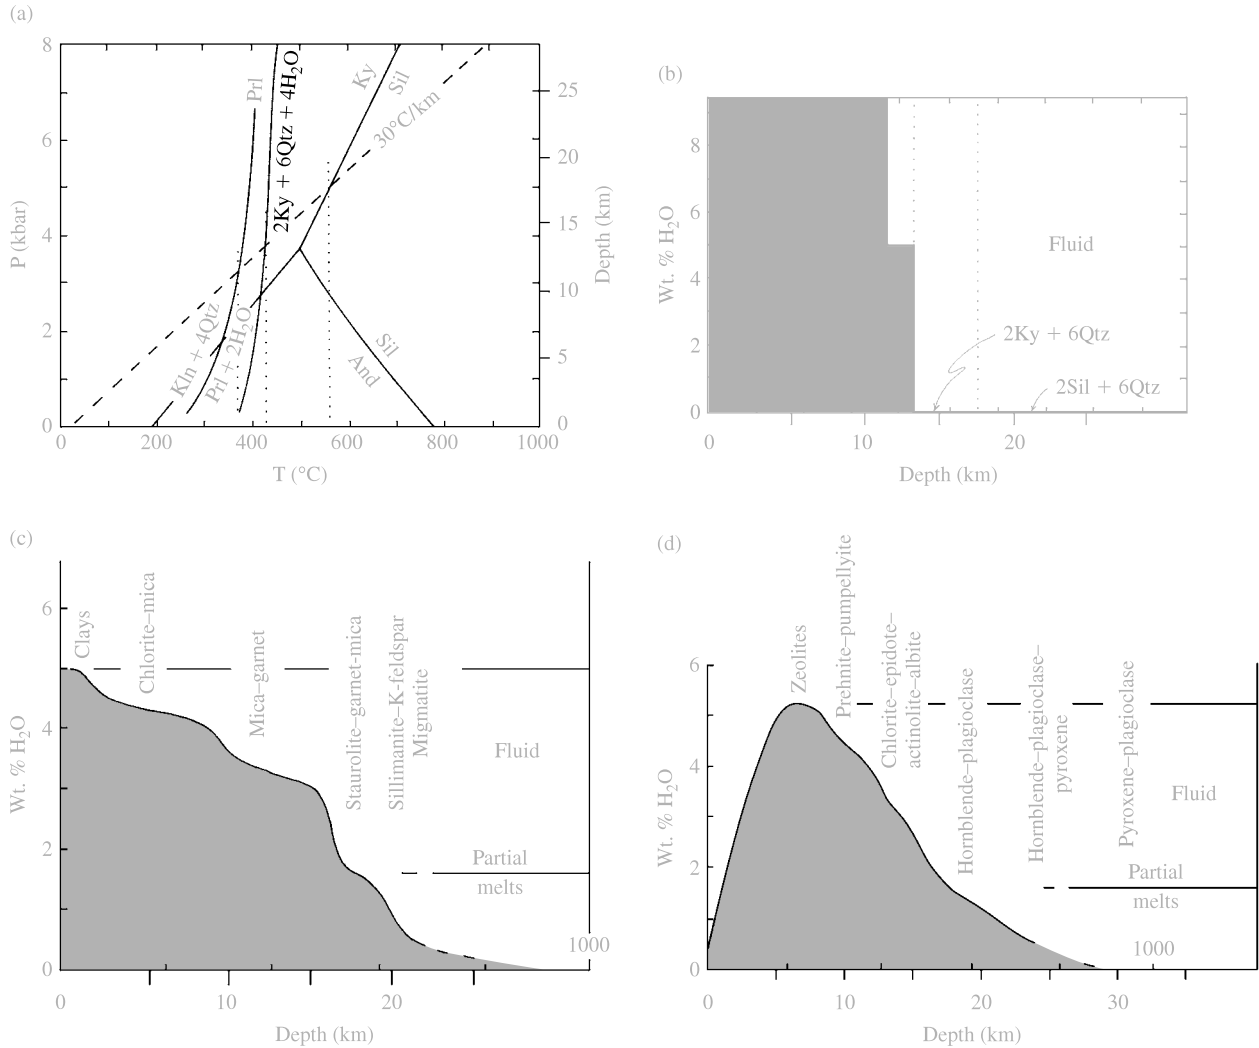 (a)
8
6
4
2
0
P (kbar)
0
200
400
600
800
1000
T (°C)
25
20
15
10
5
0
Depth (km)
Prl
2Ky + 6Qtz + 4H₂O
Ky
Sil
30°C/km
Kln + 4Qtz
Prl + 2H₂O
Sil
And
(b)
8
6
4
2
0
Wt. % H₂O
Fluid
2Ky + 6Qtz
2Sil + 6Qtz
0
10
20
Depth (km)
(c)
6
4
2
0
Wt. % H₂O
Clays
Chlorite–mica
Mica–garnet
Staurolite–garnet-mica
Sillimanite–K-feldspar
Migmatite
Fluid
Partial
melts
1000
0
10
20
Depth (km)
(d)
6
4
2
0
Wt. % H₂O
Zeolites
Prehnite–pumpellyite
Chlorite–epidote–
actinolite–albite
Hornblende–plagioclase
Hornblende–plagioclase–
pyroxene
Pyroxene–plagioclase
Fluid
Partial
melts
1000
0
10
20
30
Depth (km)